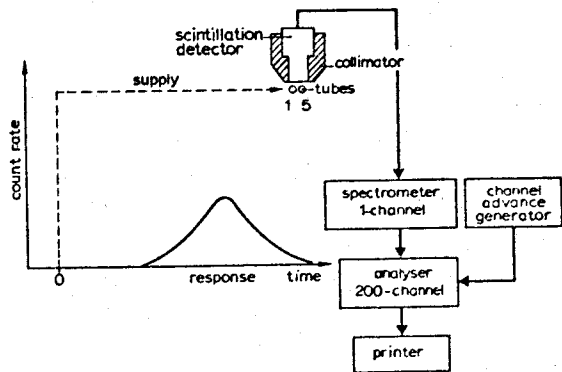 scintillation
detector
collimator
supply
tubes
1 5
count rate
spectrometer
1-channel
channel
advance
generator
0
response
time
analyser
200-channel
printer